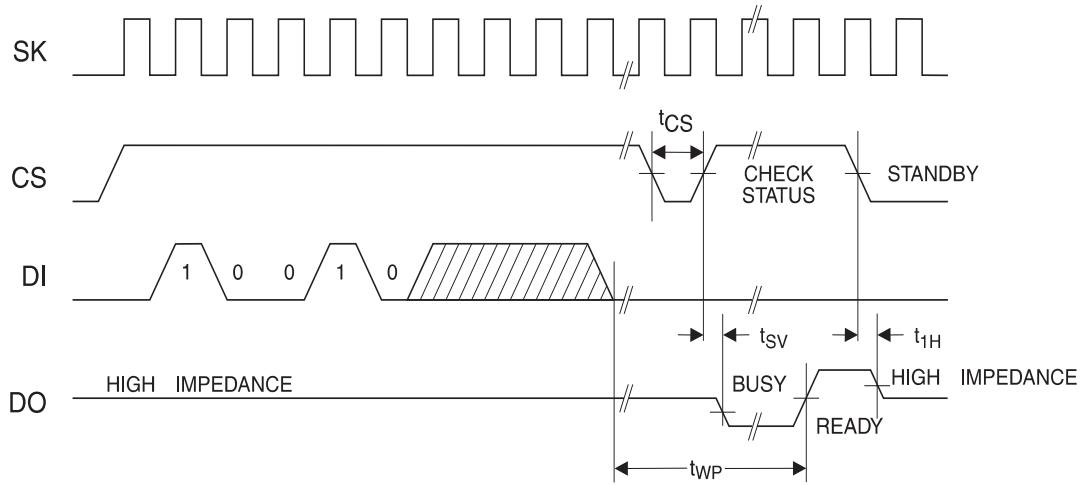 SK
CS
tCS
CHECK
STATUS
STANDBY
DI
1 0 0 1 0
tSV
t1H
DO
HIGH IMPEDANCE
BUSY
READY
HIGH IMPEDANCE
tWP